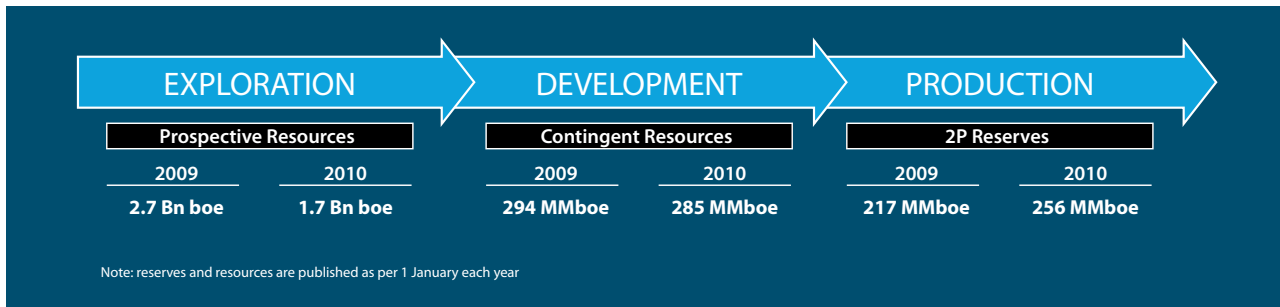 EXPLORATION DEVELOPMENT PRODUCTION
Prospective Resources Contingent Resources 2P Reserves
2009 2010 2009 2010 2009 2010
2.7 Bn boe 1.7 Bn boe 294 MMboe 285 MMboe 217 MMboe 256 MMboe
Note: reserves and resources are published as per 1 January each year